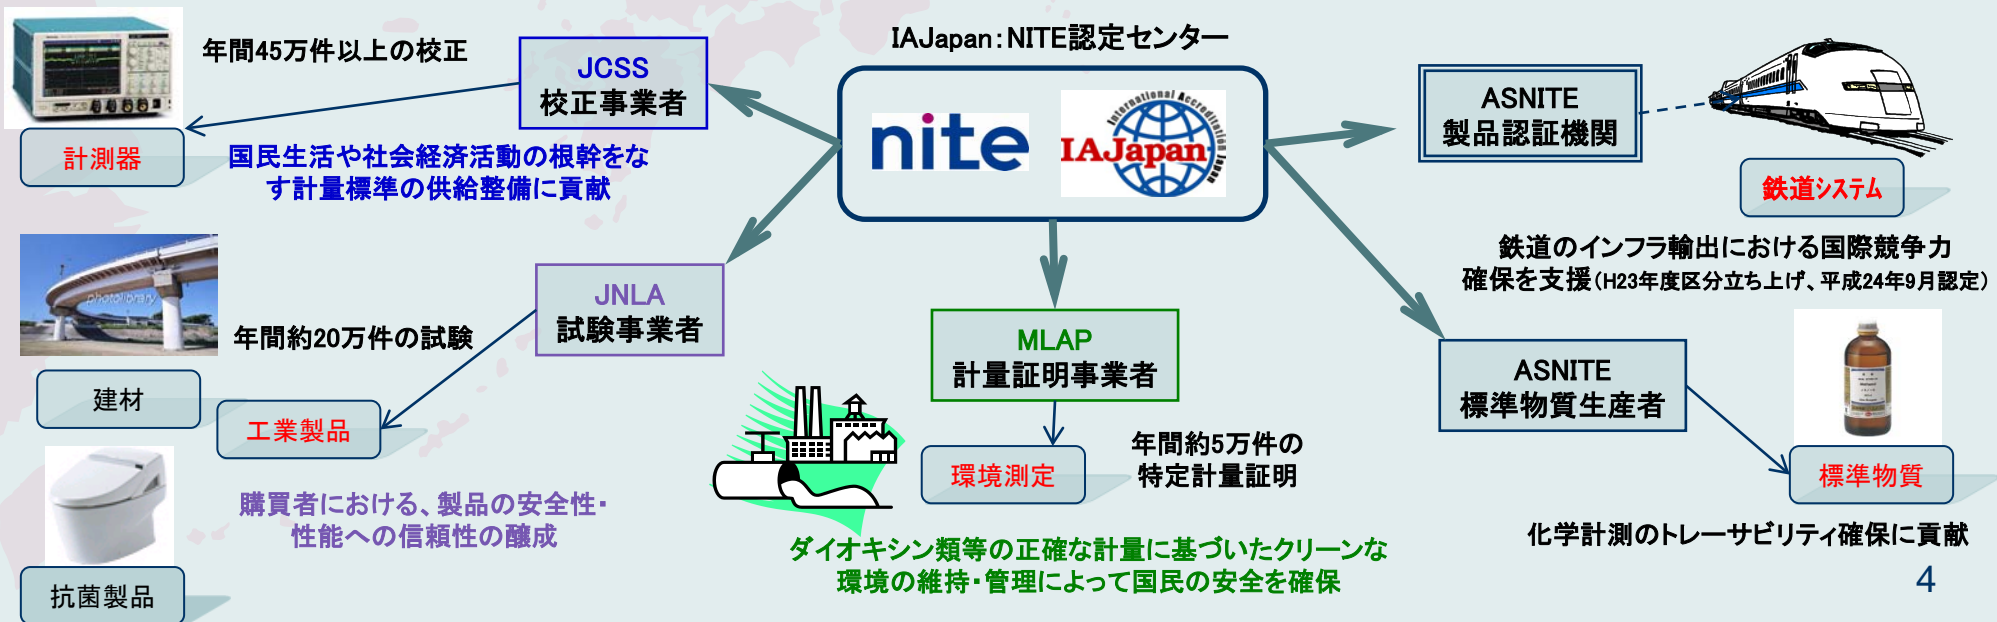 IAJapan：NITE認定センター
nite
International Accreditation Japan
IAJapan
年間45万件以上の校正
JCSS
校正事業者
計測器
国民生活や社会経済活動の根幹をな
す計量標準の供給整備に貢献
photolibrary
年間約20万件の試験
JNLA
試験事業者
建材
工業製品
抗菌製品
購買者における、製品の安全性・
性能への信頼性の醸成
MLAP
計量証明事業者
環境測定
年間約5万件の
特定計量証明
ダイオキシン類等の正確な計量に基づいたクリーンな
環境の維持・管理によって国民の安全を確保
ASNITE
製品認証機関
鉄道システム
鉄道のインフラ輸出における国際競争力
確保を支援（H23年度区分立ち上げ、平成24年9月認定）
ASNITE
標準物質生産者
標準物質
化学計測のトレーサビリティ確保に貢献
4